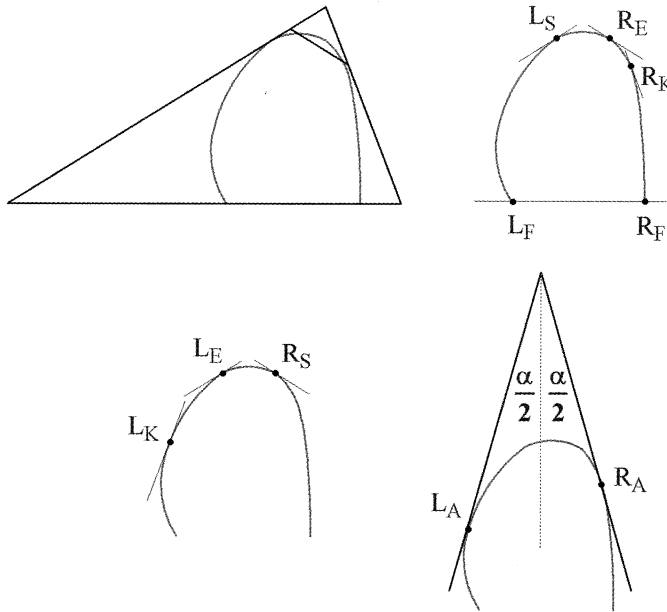 L_S R_E
R_K
L_F R_F
L_E R_S
L_K
α/2 α/2
L_A R_A